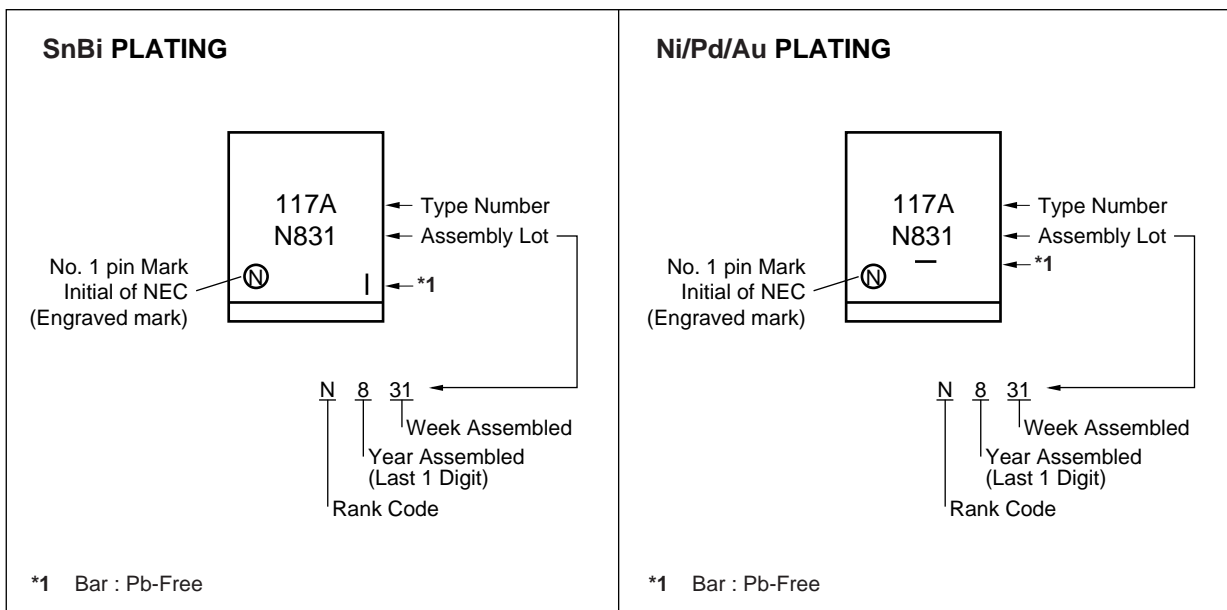 SnBi PLATING
117A
N831
N
Type Number
Assembly Lot
*1
No. 1 pin Mark
Initial of NEC
(Engraved mark)
N 8 31
Week Assembled
Year Assembled
(Last 1 Digit)
Rank Code
*1 Bar : Pb-Free
Ni/Pd/Au PLATING
117A
N831
N
Type Number
Assembly Lot
*1
No. 1 pin Mark
Initial of NEC
(Engraved mark)
N 8 31
Week Assembled
Year Assembled
(Last 1 Digit)
Rank Code
*1 Bar : Pb-Free